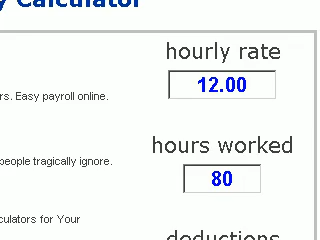 y Calculator
hourly rate
12.00
rs. Easy payroll online.
hours worked
people tragically ignore.
80
culators for Your
deductions